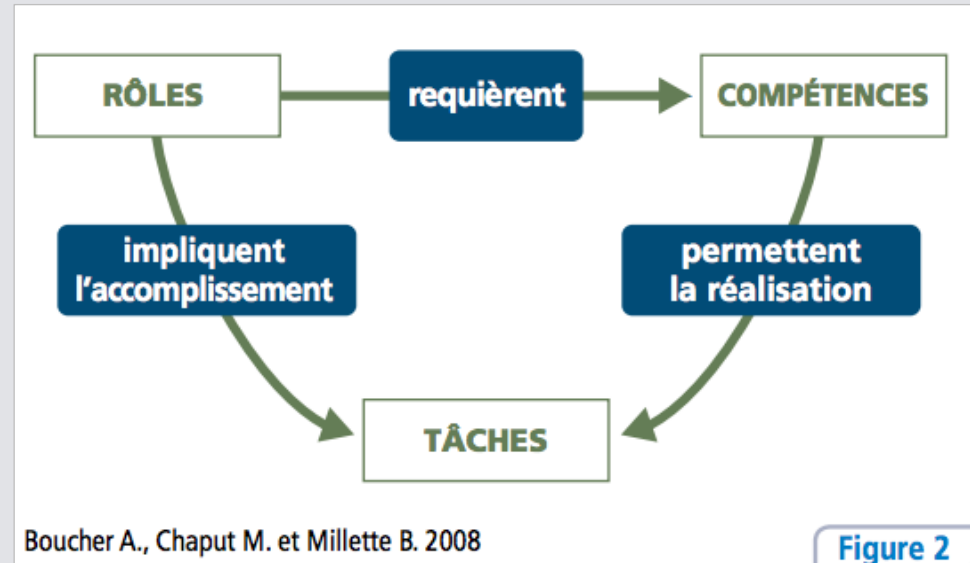 RÔLES
requièrent
COMPÉTENCES
impliquent
l'accomplissement
permettent
la réalisation
TÂCHES
Boucher A., Chaput M. et Millette B. 2008
Figure 2